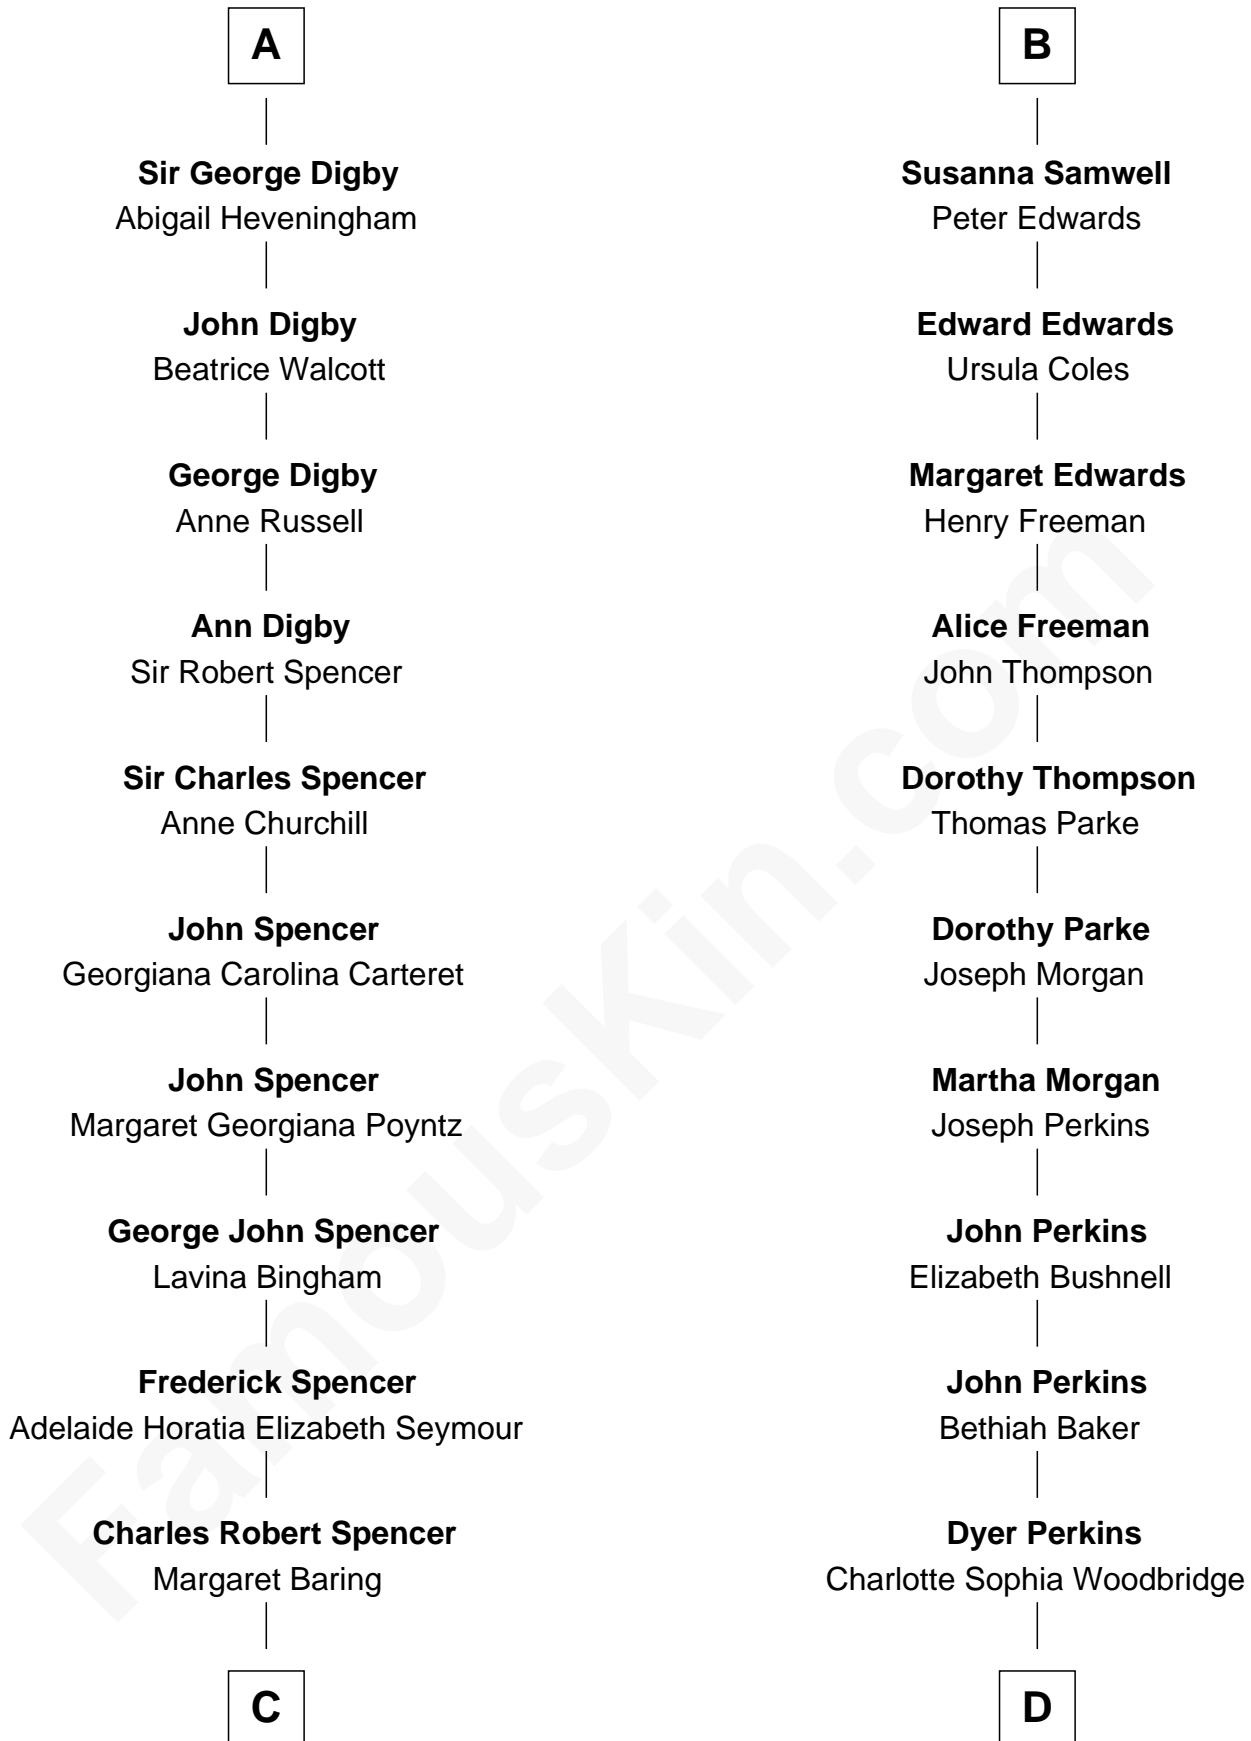 A
Sir George Digby
Abigail Heveningham
John Digby
Beatrice Walcott
George Digby
Anne Russell
Ann Digby
Sir Robert Spencer
Sir Charles Spencer
Anne Churchill
John Spencer
Georgiana Carolina Carteret
John Spencer
Margaret Georgiana Poyntz
George John Spencer
Lavina Bingham
Frederick Spencer
Adelaide Horatia Elizabeth Seymour
Charles Robert Spencer
Margaret Baring
C
B
Susanna Samwell
Peter Edwards
Edward Edwards
Ursula Coles
Margaret Edwards
Henry Freeman
Alice Freeman
John Thompson
Dorothy Thompson
Thomas Parke
Dorothy Parke
Joseph Morgan
Martha Morgan
Joseph Perkins
John Perkins
Elizabeth Bushnell
John Perkins
Bethiah Baker
Dyer Perkins
Charlotte Sophia Woodbridge
D
FamousKin.com